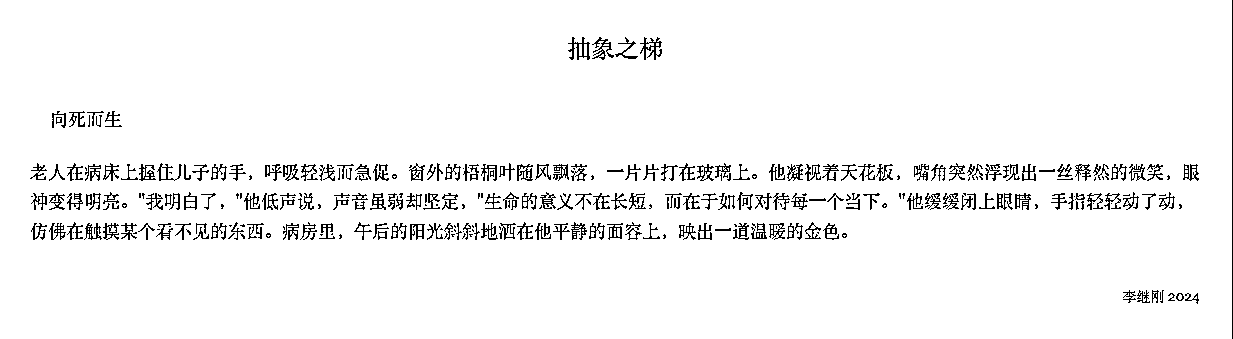 抽象之梯
向死而生
老人在病床上握住儿子的手，呼吸轻浅而急促。窗外的梧桐叶随风飘落，一片片打在玻璃上。他凝视着天花板，嘴角突然浮现出一丝释然的微笑，眼
神变得明亮。"我明白了，"他低声说，声音虽弱却坚定，"生命的意义不在长短，而在于如何对待每一个当下。"他缓缓闭上眼睛，手指轻轻动了动，
仿佛在触摸某个看不见的东西。病房里，午后的阳光斜斜地洒在他平静的面容上，映出一道温暖的金色。
李继刚 2024